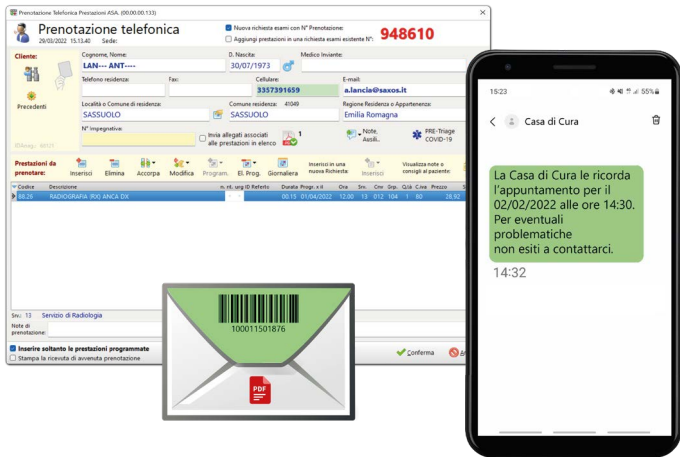 Prenotazione Telefonica Prestazioni ASA. (00.00.00.133)
Prenotazione telefonica
29/03/2022 15.13.40 Sede:
Nuova richiesta esami con N° Prenotazione:
Aggiungi prestazioni in una richiesta esami esistente N°:
948610
Cliente:
Cognome, Nome:
D. Nascita:
Medico Inviante:
LAN--- ANT----
30/07/1973
Telefono residenza:
Fax:
Cellulare:
E-mail:
3357391659
a.lancia@saxos.it
Precedenti
Località o Comune di residenza:
Comune residenza: 41049
Regione Residenza o Appartenenza:
SASSUOLO
SASSUOLO
Emilia Romagna
N° Impegnativa:
Invia allegati associati
alle prestazioni in elenco
1
Note,
Ausili..
PRE-Triage
COVID-19
Prestazioni da
prenotare:
Inserisci
Elimina
Accorpa
Modifica
Program.
El. Prog.
Giornaliera
Inserisci in una
nuova Richiesta:
Inserisci
Visualizza note o
consigli al paziente:
Codice Descrizione n. rit. urg ID Referto Durata Progr. x il Ora Srv. Cnv Grp. Q.tà C.iva Prezzo
88.26 RADIOGRAFIA (RX) ANCA DX 00.15 01/04/2022 12.00 13 012 104 1 80 28,92
Srv.: 13 Servizio di Radiologia
Note di
prenotazione:
Inserire soltanto le prestazioni programmate
Stampa la ricevuta di avvenuta prenotazione
Conferma
100011501876
PDF
15:23
55%
Casa di Cura
La Casa di Cura le ricorda
l'appuntamento per il
02/02/2022 alle ore 14:30.
Per eventuali
problematiche
non esiti a contattarci.
14:32